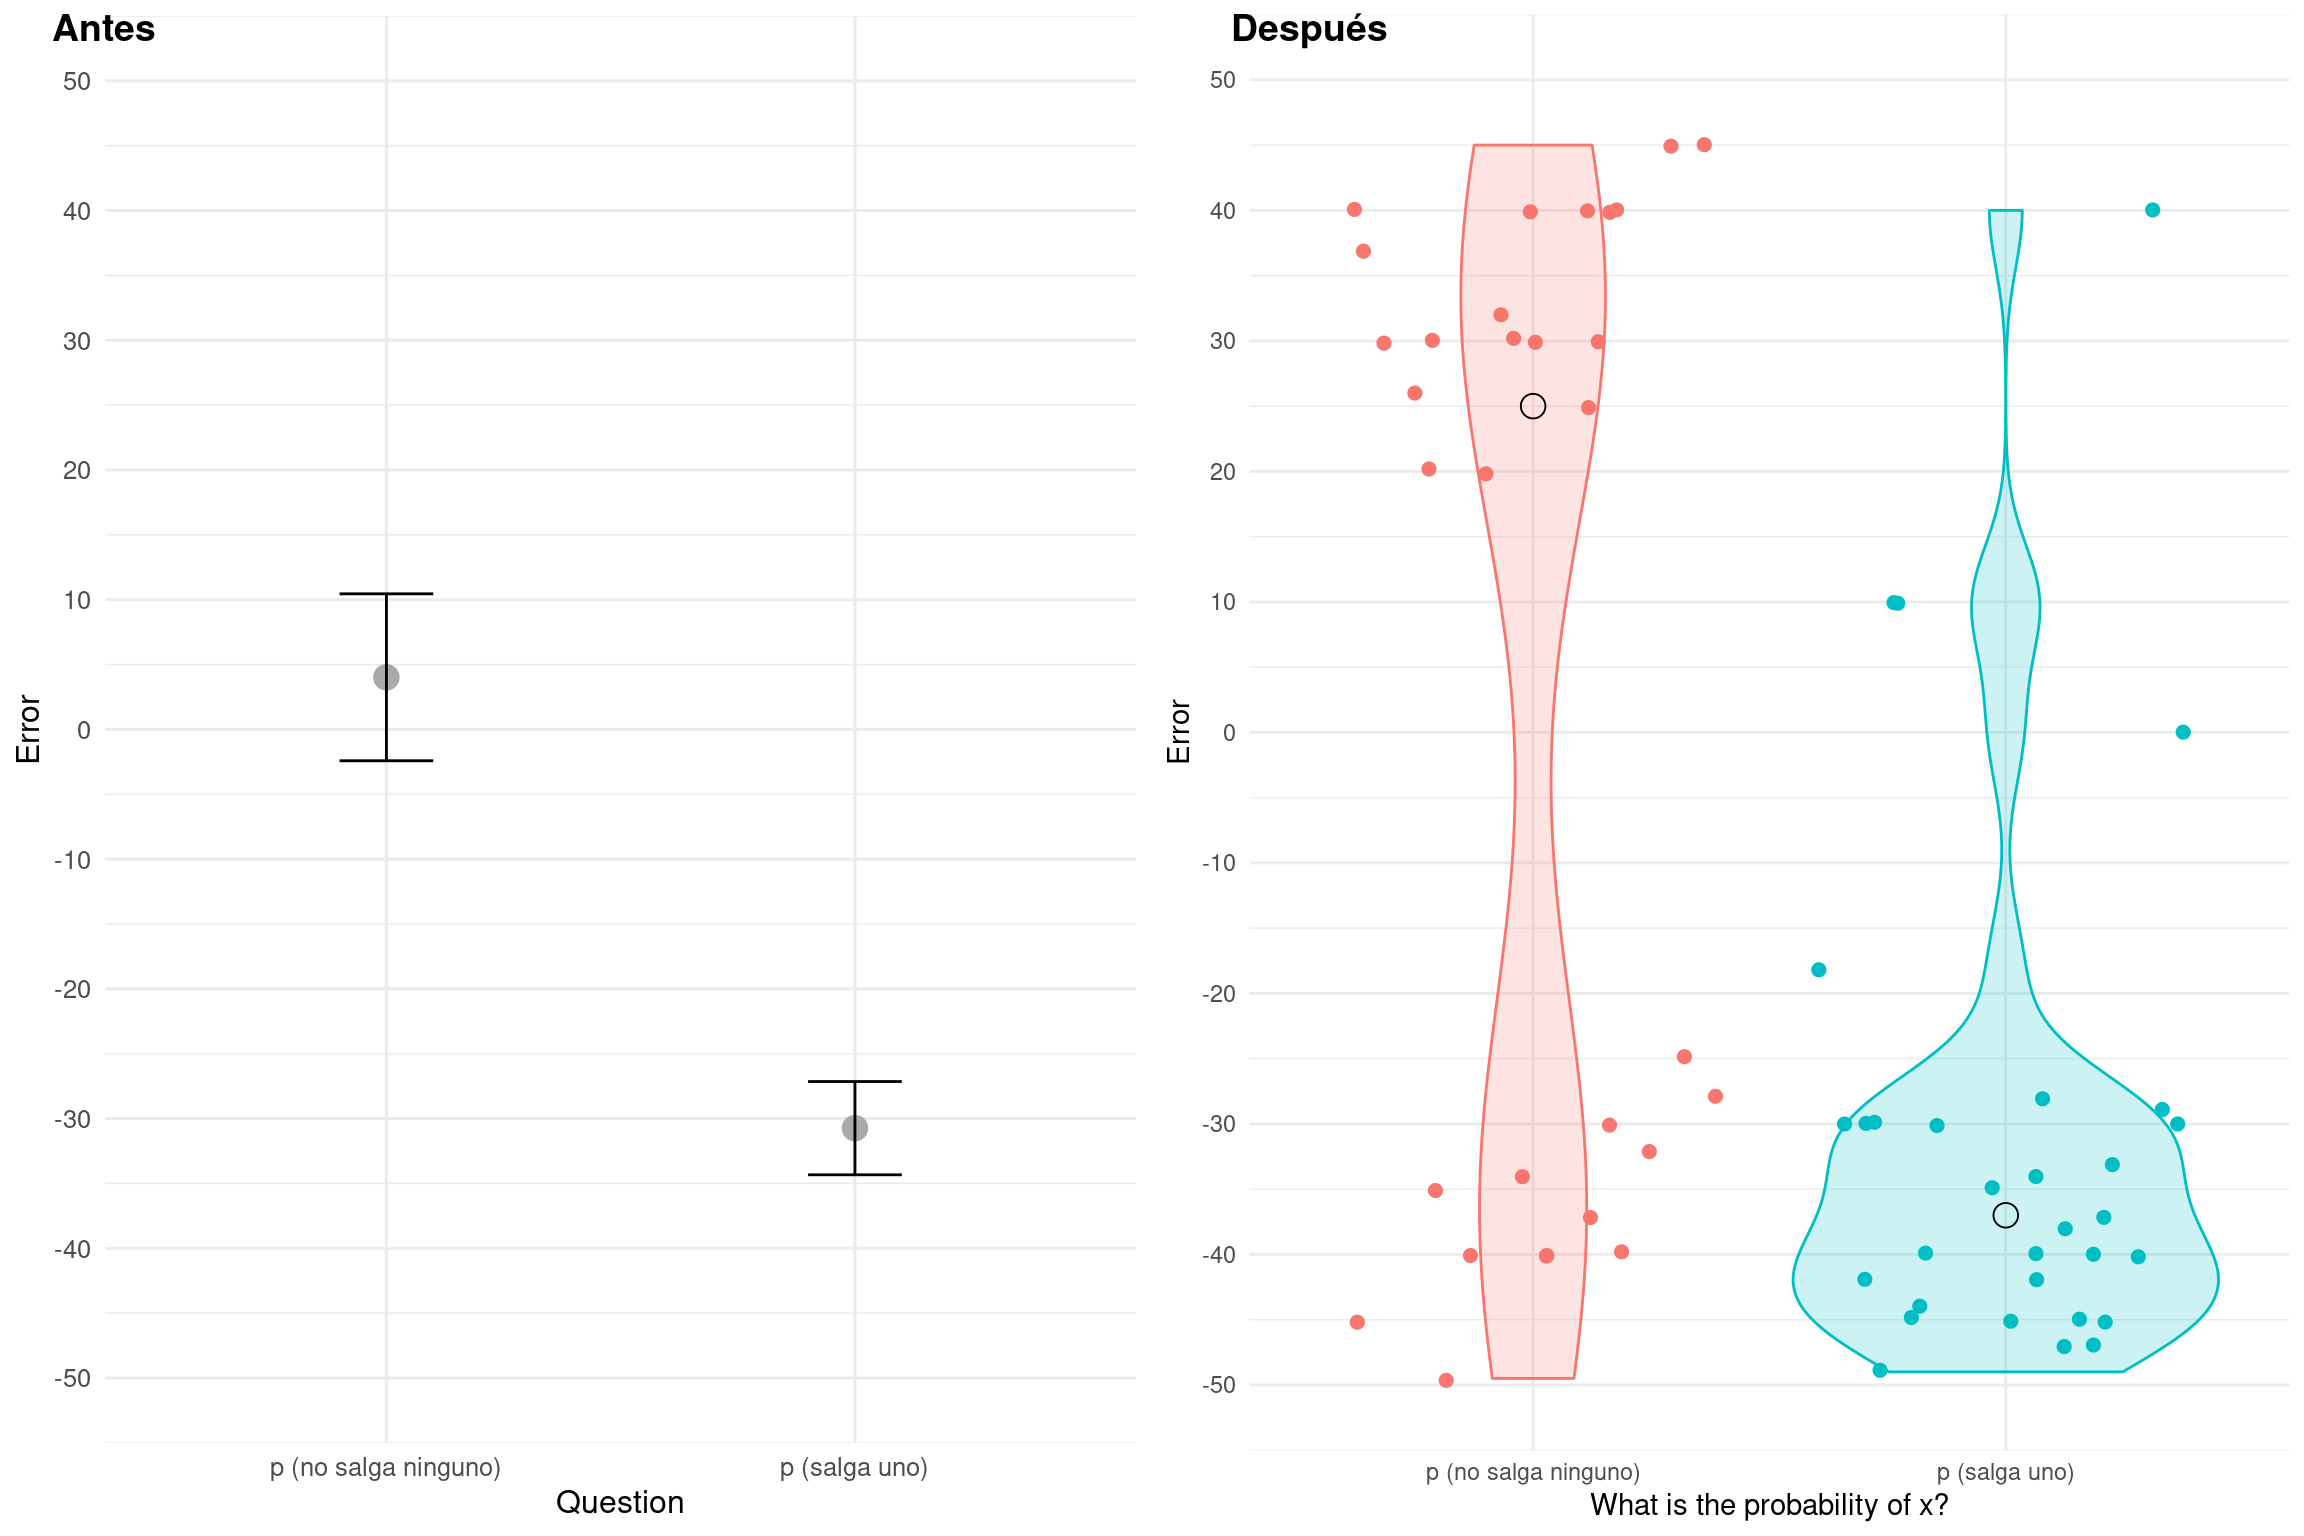 Antes
50
40
30
20
10
0
-10
-20
-30
-40
-50
Error
p (no salga ninguno)
p (salga uno)
Question
Después
50
40
30
20
10
0
-10
-20
-30
-40
-50
Error
p (no salga ninguno)
p (salga uno)
What is the probability of x?